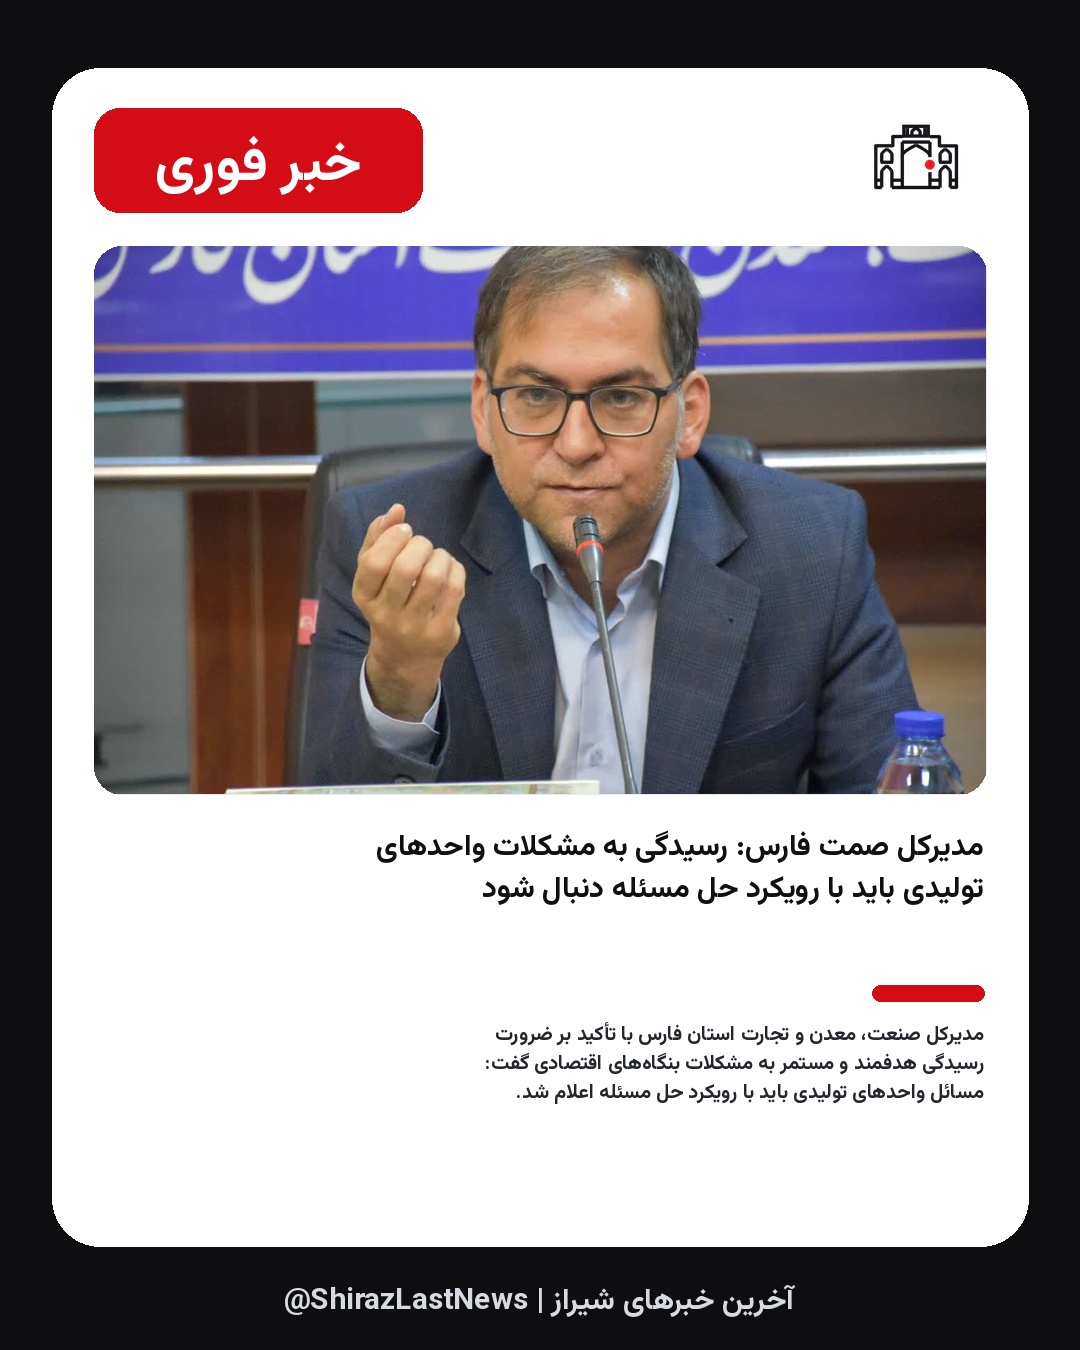 خبر فوری
استان فارس
مدیرکل صمت فارس: رسیدگی به مشکلات واحدهای
تولیدی باید با رویکرد حل مسئله دنبال شود
مدیرکل صنعت، معدن و تجارت استان فارس با تأکید بر ضرورت
رسیدگی هدفمند و مستمر به مشکلات بنگاه‌های اقتصادی گفت:
مسائل واحدهای تولیدی باید با رویکرد حل مسئله اعلام شد.
آخرین خبرهای شیراز | @ShirazLastNews